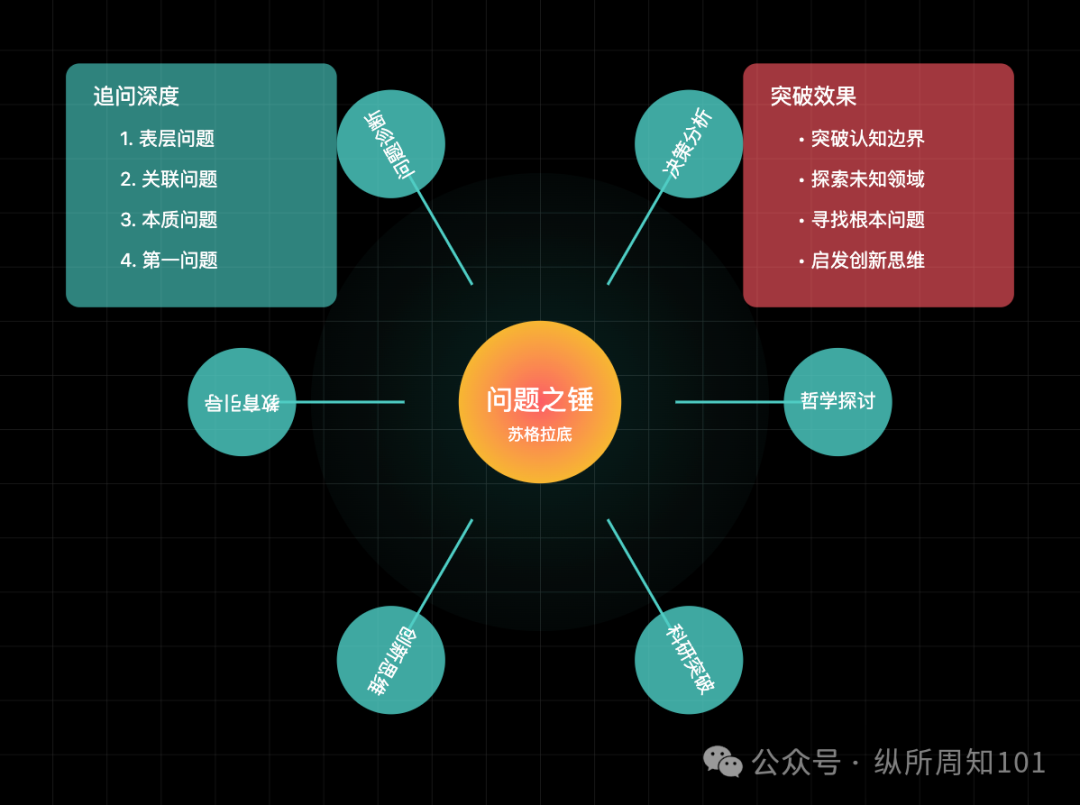 追问深度
1. 表层问题
2. 关联问题
3. 本质问题
4. 第一问题
问题诊断
决策分析
突破效果
• 突破认知边界
• 探索未知领域
• 寻找根本问题
• 启发创新思维
教育引导
问题之锤
苏格拉底
哲学探讨
创新思维
科研突破
公众号 · 纵所周知101